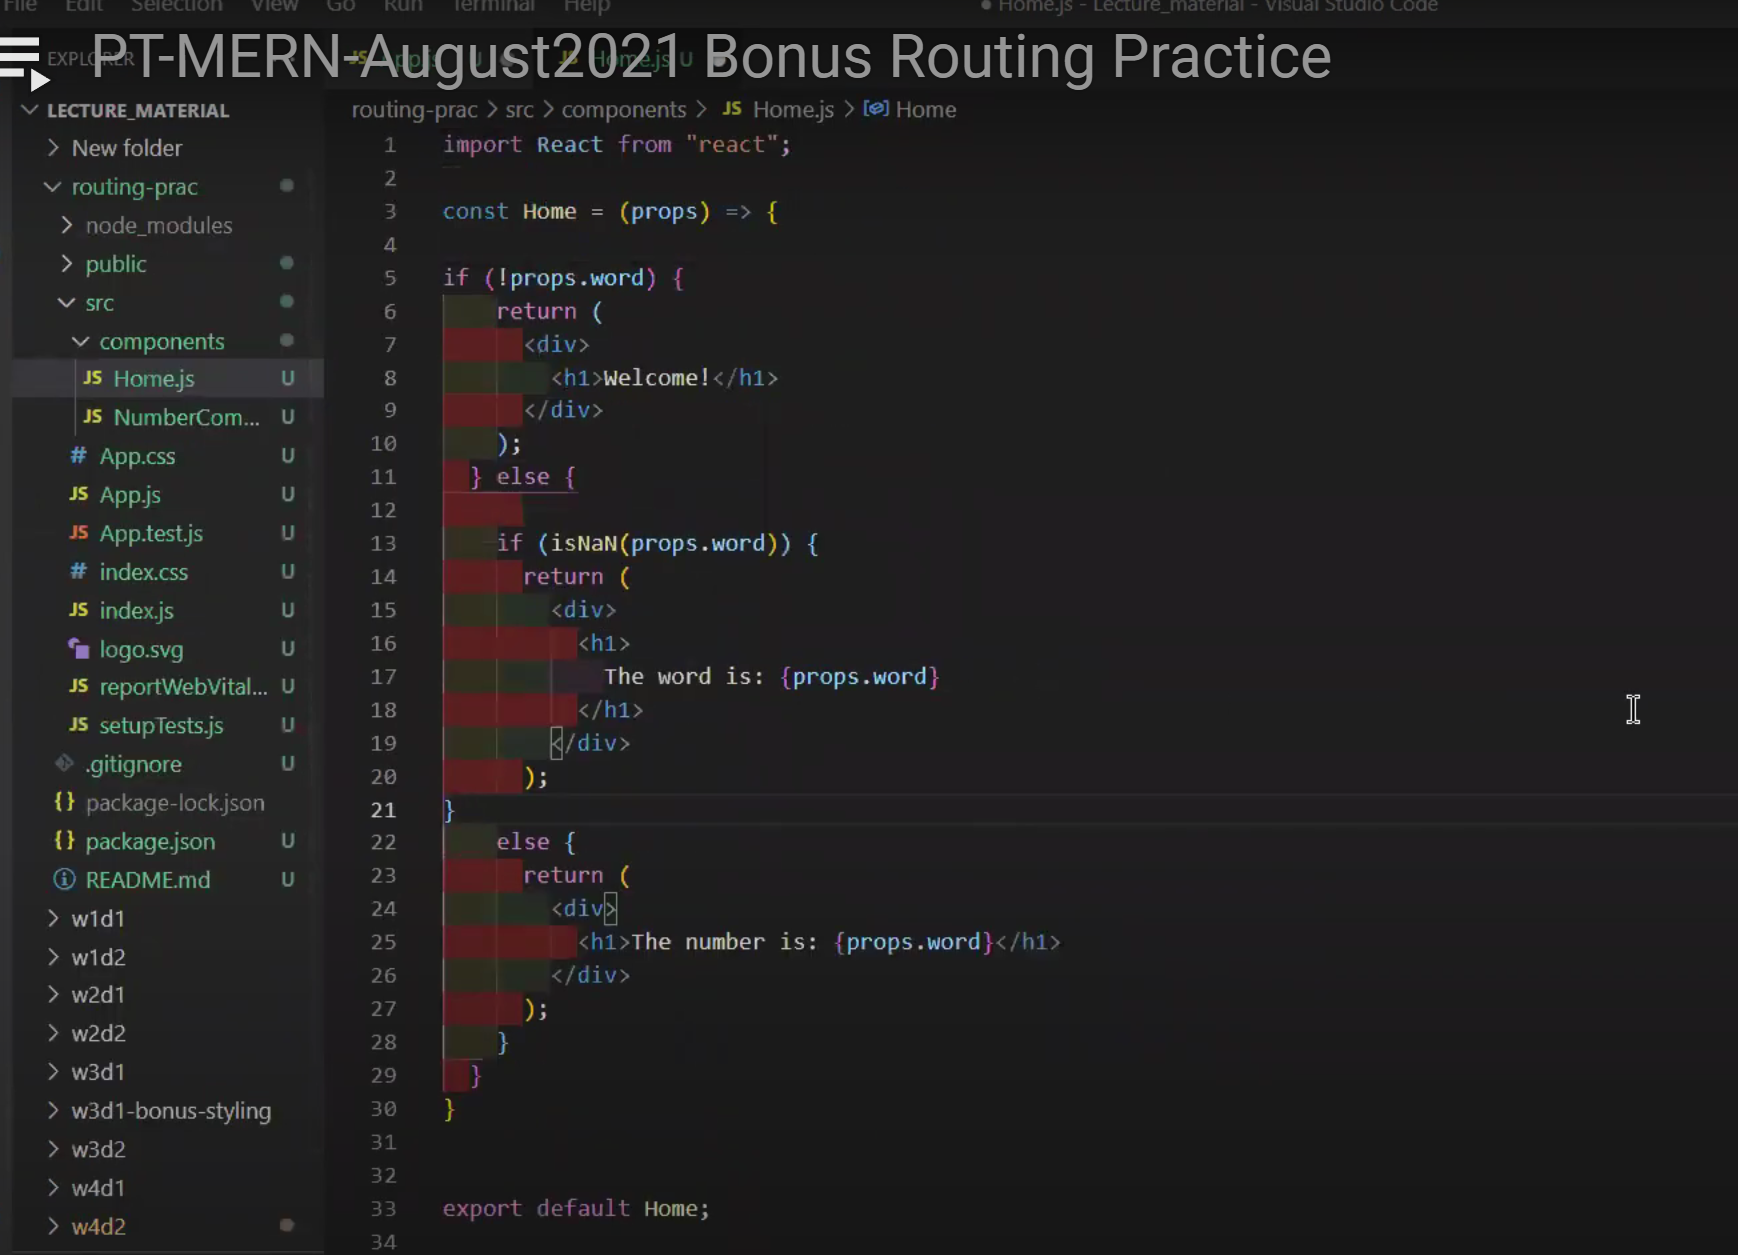 File Edit Selection View Go Run Terminal Help
● Home.js - Lecture_material - Visual Studio Code
PT-MERN-August2021 Bonus Routing Practice
EXPLORER
JS App.js U
JS Home.js U
LECTURE_MATERIAL
New folder
routing-prac
node_modules
public
src
components
JS Home.js U
JS NumberCom... U
# App.css U
JS App.js U
JS App.test.js U
# index.css U
JS index.js U
logo.svg U
JS reportWebVital... U
JS setupTests.js U
.gitignore U
{} package-lock.json
{} package.json U
README.md U
w1d1
w1d2
w2d1
w2d2
w3d1
w3d1-bonus-styling
w3d2
w4d1
w4d2
routing-prac > src > components > JS Home.js > Home
1 import React from "react";
2
3 const Home = (props) => {
4
5 if (!props.word) {
6 return (
7 <div>
8 <h1>Welcome!</h1>
9 </div>
10 );
11 } else {
12
13 if (isNaN(props.word)) {
14 return (
15 <div>
16 <h1>
17 The word is: {props.word}
18 </h1>
19 </div>
20 );
21 }
22 else {
23 return (
24 <div>
25 <h1>The number is: {props.word}</h1>
26 </div>
27 );
28 }
29 }
30 }
31
32
33 export default Home;
34